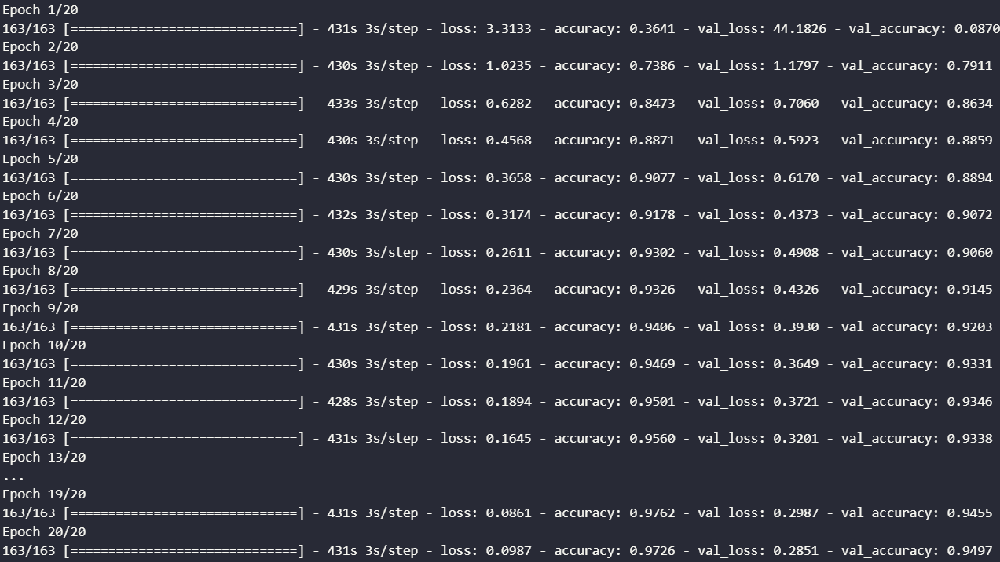 Epoch 1/20
163/163 [==============================] - 431s 3s/step - loss: 3.3133 - accuracy: 0.3641 - val_loss: 44.1826 - val_accuracy: 0.0870
Epoch 2/20
163/163 [==============================] - 430s 3s/step - loss: 1.0235 - accuracy: 0.7386 - val_loss: 1.1797 - val_accuracy: 0.7911
Epoch 3/20
163/163 [==============================] - 433s 3s/step - loss: 0.6282 - accuracy: 0.8473 - val_loss: 0.7060 - val_accuracy: 0.8634
Epoch 4/20
163/163 [==============================] - 430s 3s/step - loss: 0.4568 - accuracy: 0.8871 - val_loss: 0.5923 - val_accuracy: 0.8859
Epoch 5/20
163/163 [==============================] - 430s 3s/step - loss: 0.3658 - accuracy: 0.9077 - val_loss: 0.6170 - val_accuracy: 0.8894
Epoch 6/20
163/163 [==============================] - 432s 3s/step - loss: 0.3174 - accuracy: 0.9178 - val_loss: 0.4373 - val_accuracy: 0.9072
Epoch 7/20
163/163 [==============================] - 430s 3s/step - loss: 0.2611 - accuracy: 0.9302 - val_loss: 0.4908 - val_accuracy: 0.9060
Epoch 8/20
163/163 [==============================] - 429s 3s/step - loss: 0.2364 - accuracy: 0.9326 - val_loss: 0.4326 - val_accuracy: 0.9145
Epoch 9/20
163/163 [==============================] - 431s 3s/step - loss: 0.2181 - accuracy: 0.9406 - val_loss: 0.3930 - val_accuracy: 0.9203
Epoch 10/20
163/163 [==============================] - 430s 3s/step - loss: 0.1961 - accuracy: 0.9469 - val_loss: 0.3649 - val_accuracy: 0.9331
Epoch 11/20
163/163 [==============================] - 428s 3s/step - loss: 0.1894 - accuracy: 0.9501 - val_loss: 0.3721 - val_accuracy: 0.9346
Epoch 12/20
163/163 [==============================] - 431s 3s/step - loss: 0.1645 - accuracy: 0.9560 - val_loss: 0.3201 - val_accuracy: 0.9338
Epoch 13/20
...
Epoch 19/20
163/163 [==============================] - 431s 3s/step - loss: 0.0861 - accuracy: 0.9762 - val_loss: 0.2987 - val_accuracy: 0.9455
Epoch 20/20
163/163 [==============================] - 431s 3s/step - loss: 0.0987 - accuracy: 0.9726 - val_loss: 0.2851 - val_accuracy: 0.9497